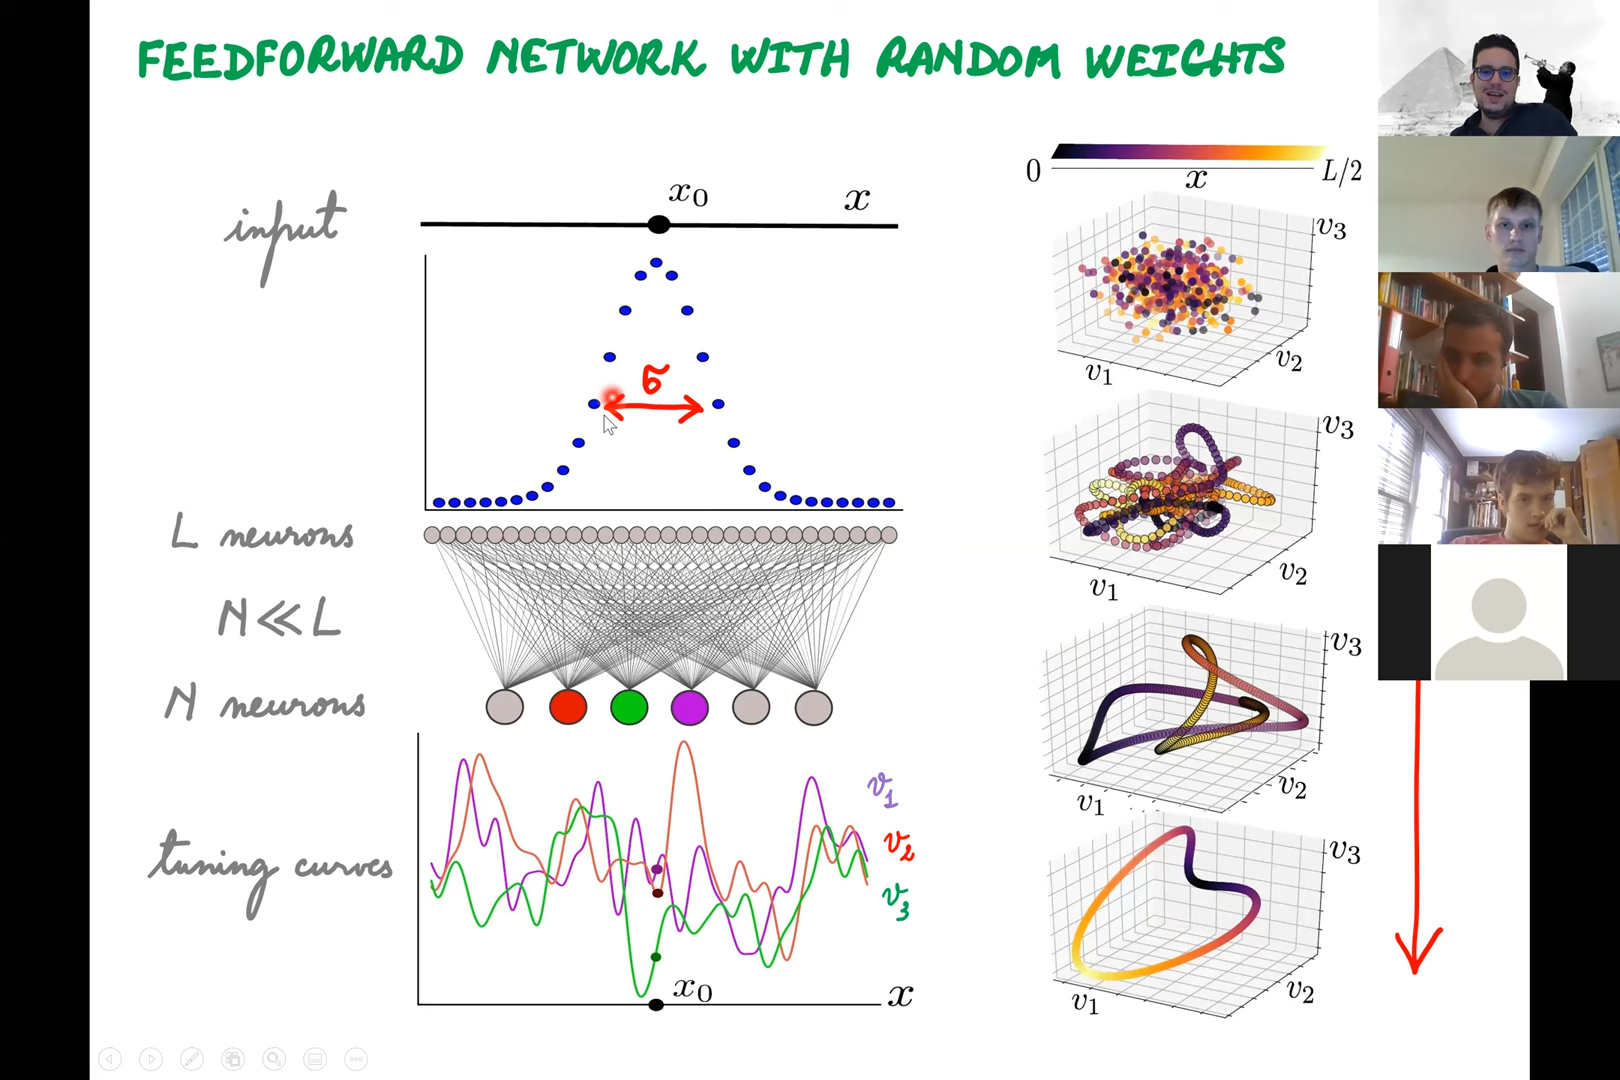 FEEDFORWARD NETWORK WITH RANDOM WEIGHTS
input
x₀
x
σ
L neurons
N≪L
N neurons
tuning curves
v₁
v₂
v₃
x₀
x
0
x
L/2
v₃
v₂
v₁
v₃
v₂
v₁
v₃
v₂
v₁
v₃
v₂
v₁